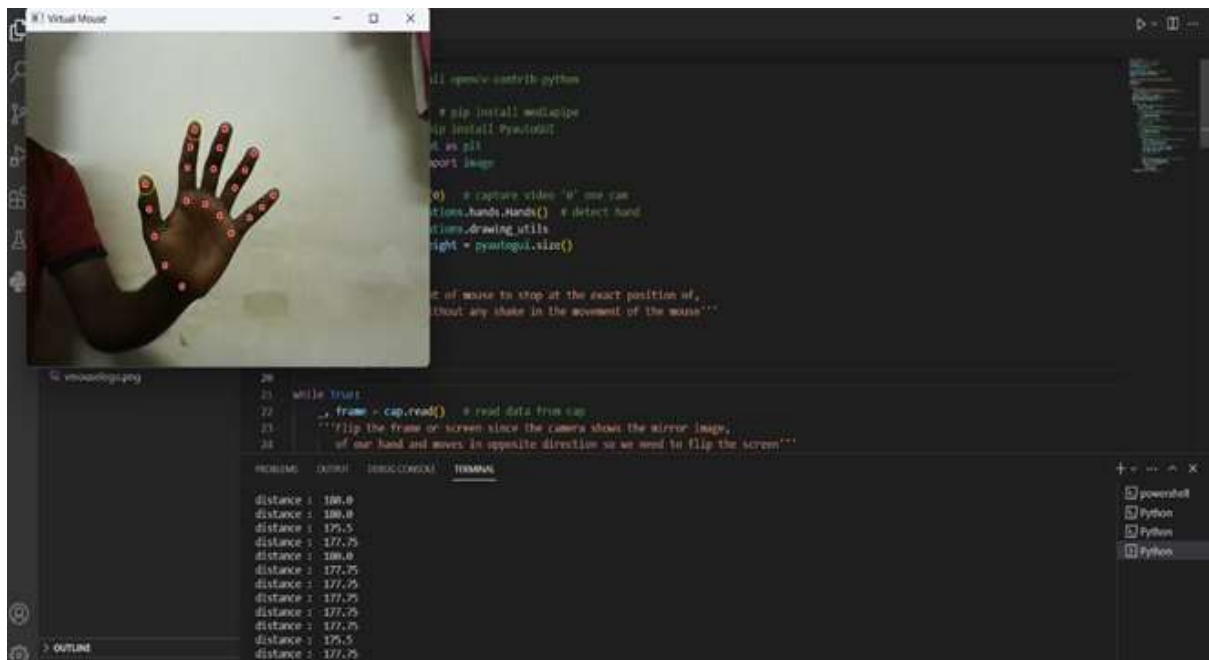 Virtual Mouse
all opencv-contrib-python
# pip install mediapipe
pip install PyautoGUI
t as plt
port image
0) # capture video '0' one cam
tions.hands.Hands() # detect hand
tions.drawing_utils
ight = pyautogui.size()
t of mouse to stop at the exact position of,
thout any shake in the movement of the mouse'''
vmouselogo.png
20
21 while True:
22 _, frame = cap.read() # read data from cap
23 '''Flip the frame or screen since the camera shows the mirror image,
24 of our hand and moves in opposite direction so we need to flip the screen'''
PROBLEMS OUTPUT DEBUG CONSOLE TERMINAL
distance : 180.0
distance : 180.0
distance : 175.5
distance : 177.75
distance : 180.0
distance : 177.75
distance : 177.75
distance : 177.75
distance : 177.75
distance : 177.75
distance : 175.5
distance : 177.75
powershell
Python
Python
Python
> OUTLINE